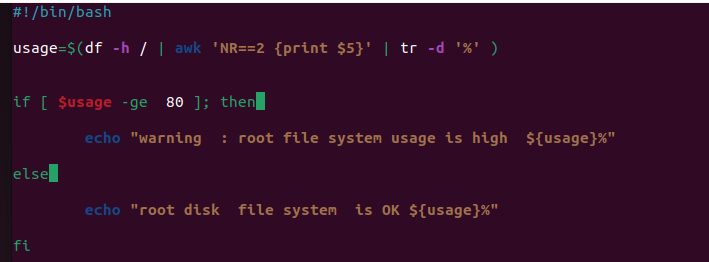 #!/bin/bash
usage=$(df -h / | awk 'NR==2 {print $5}' | tr -d '%' )
if [ $usage -ge  80 ]; then
        echo "warning  : root file system usage is high  ${usage}%"
else
        echo "root disk  file system  is OK ${usage}%"
fi